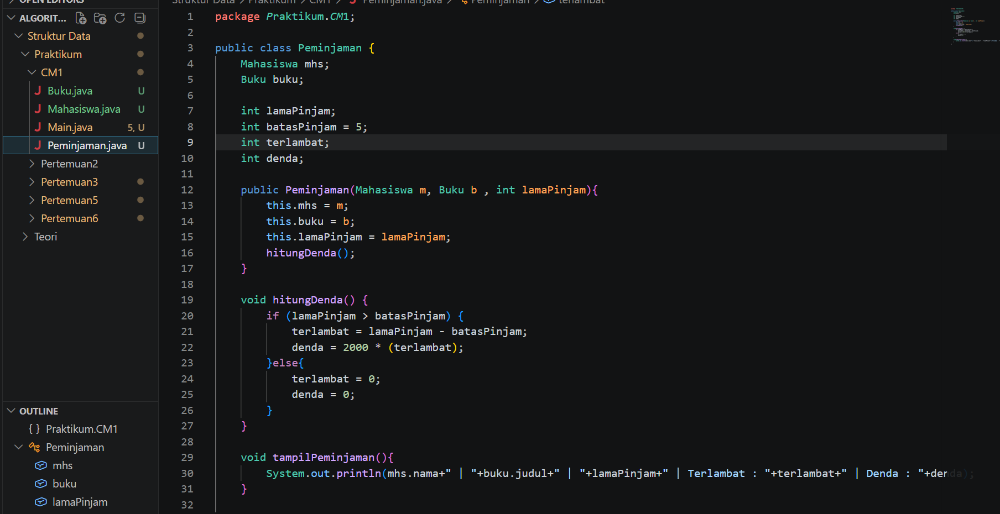 OPEN EDITORS
Struktur Data > Praktikum > CM1 > J Peminjaman.java > Peminjaman > terlambat
ALGORIT...
Struktur Data
Praktikum
CM1
J Buku.java U
J Mahasiswa.java U
J Main.java 5, U
J Peminjaman.java U
Pertemuan2
Pertemuan3
Pertemuan5
Pertemuan6
Teori
OUTLINE
{ } Praktikum.CM1
Peminjaman
mhs
buku
lamaPinjam
1 package Praktikum.CM1;
2
3 public class Peminjaman {
4     Mahasiswa mhs;
5     Buku buku;
6
7     int lamaPinjam;
8     int batasPinjam = 5;
9     int terlambat;
10     int denda;
11
12     public Peminjaman(Mahasiswa m, Buku b , int lamaPinjam){
13         this.mhs = m;
14         this.buku = b;
15         this.lamaPinjam = lamaPinjam;
16         hitungDenda();
17     }
18
19     void hitungDenda() {
20         if (lamaPinjam > batasPinjam) {
21             terlambat = lamaPinjam - batasPinjam;
22             denda = 2000 * (terlambat);
23         }else{
24             terlambat = 0;
25             denda = 0;
26         }
27     }
28
29     void tampilPeminjaman(){
30         System.out.println(mhs.nama+" | "+buku.judul+" | "+lamaPinjam+" | Terlambat : "+terlambat+" | Denda : "+denda);
31     }
32